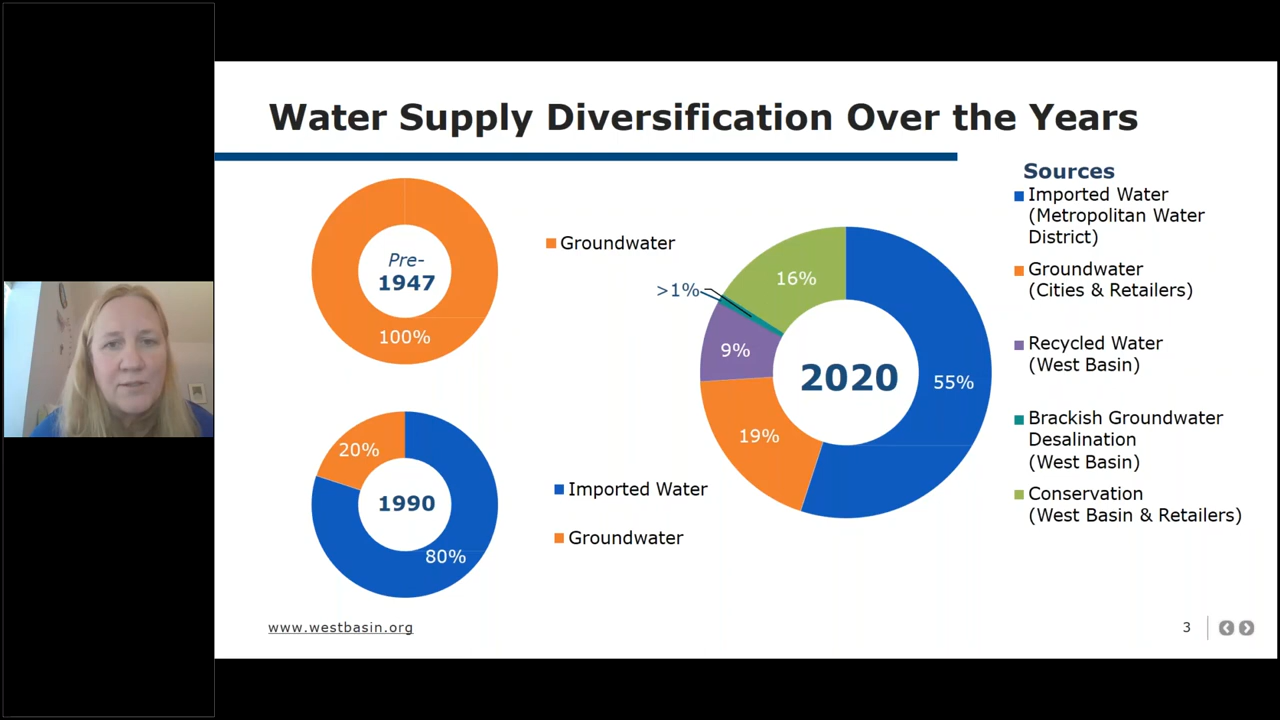 Water Supply Diversification Over the Years
Pre-
1947
100%
Groundwater
1990
20%
80%
Imported Water
Groundwater
2020
16%
>1%
9%
19%
55%
Sources
Imported Water
(Metropolitan Water
District)
Groundwater
(Cities & Retailers)
Recycled Water
(West Basin)
Brackish Groundwater
Desalination
(West Basin)
Conservation
(West Basin & Retailers)
www.westbasin.org
3